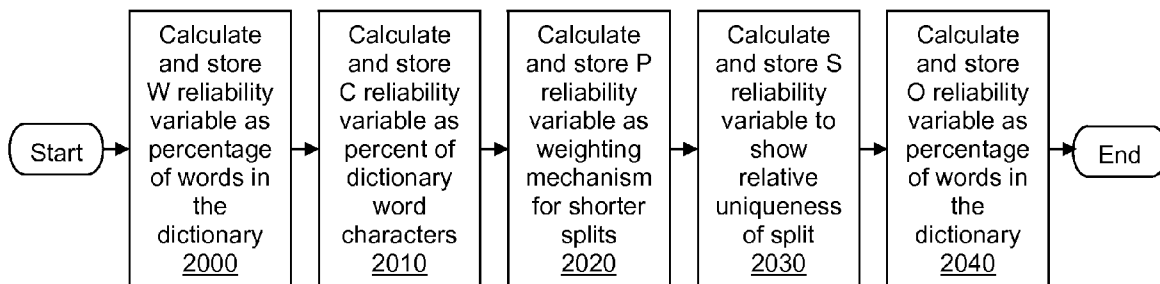 Start
Calculate
and store
W reliability
variable as
percentage
of words in
the
dictionary
2000
Calculate
and store
C reliability
variable as
percent of
dictionary
word
characters
2010
Calculate
and store P
reliability
variable as
weighting
mechanism
for shorter
splits
2020
Calculate
and store S
reliability
variable to
show
relative
uniqueness
of split
2030
Calculate
and store
O reliability
variable as
percentage
of words in
the
dictionary
2040
End